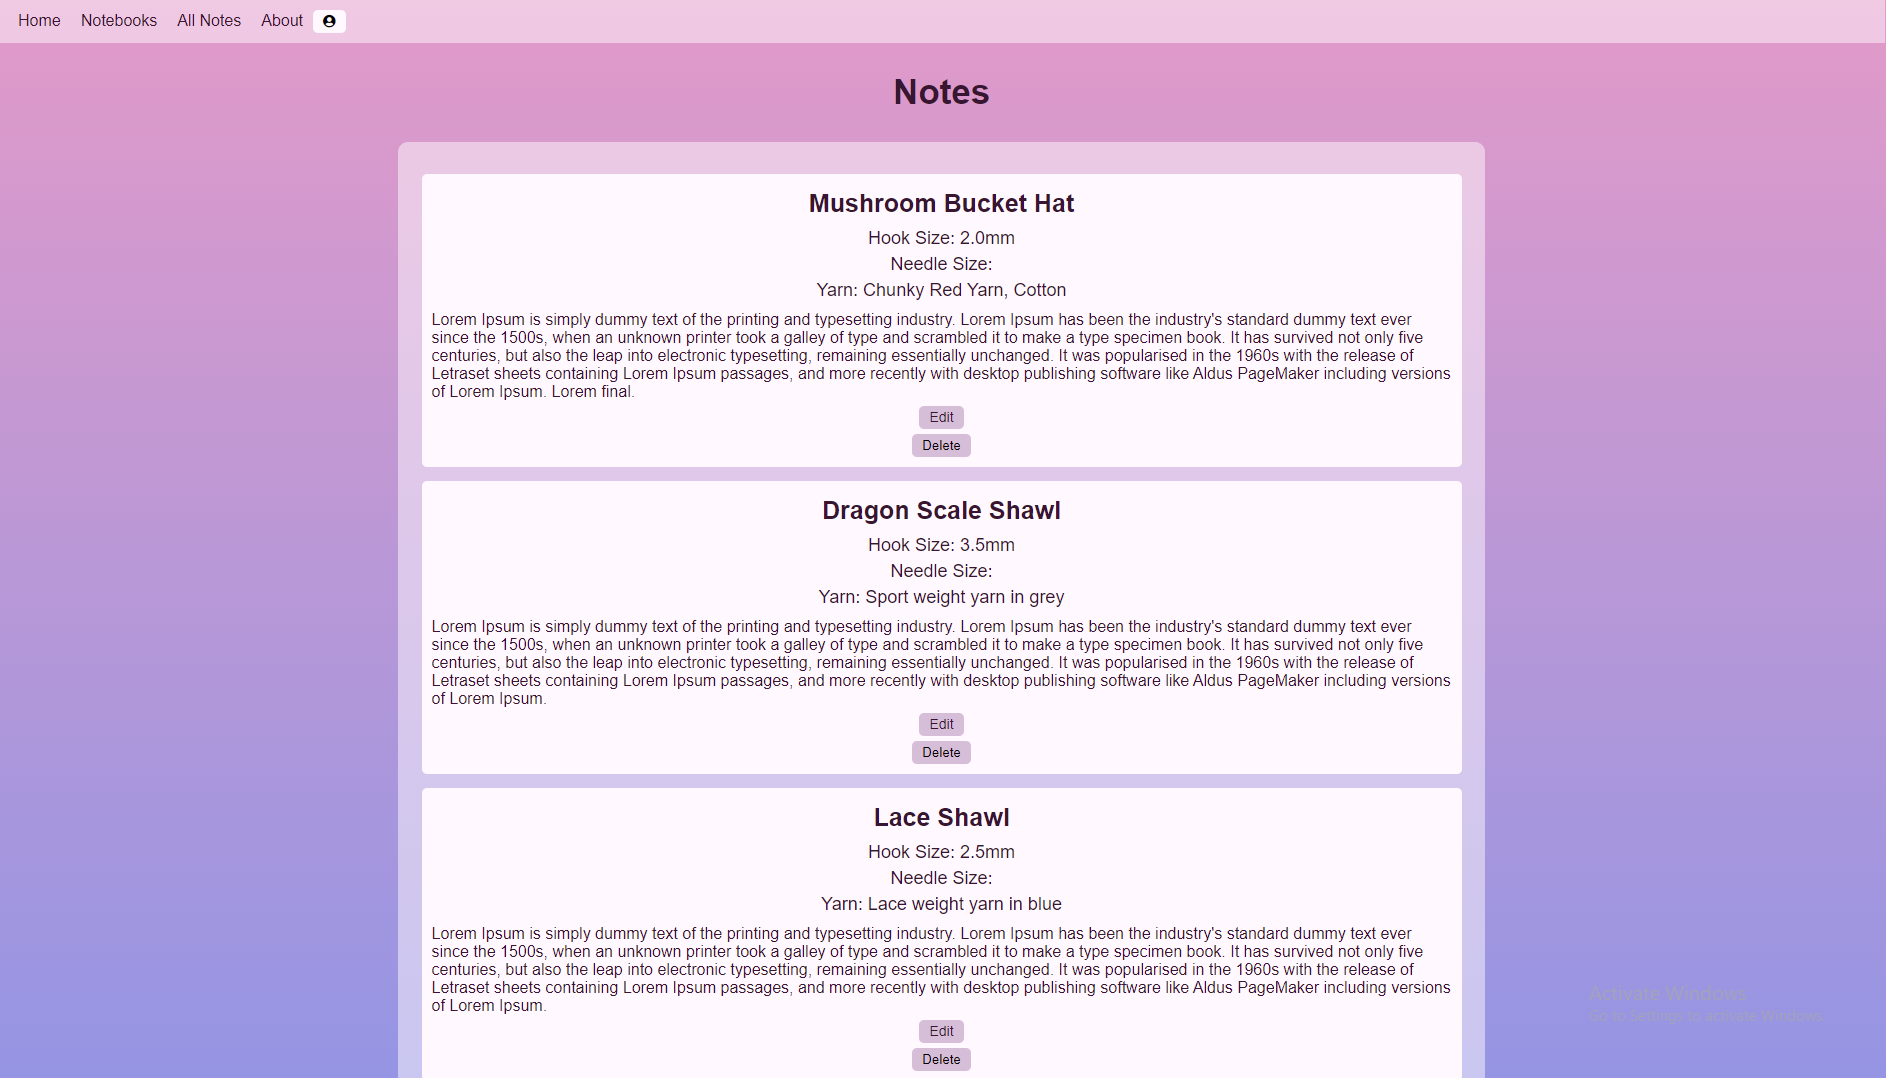 Home Notebooks All Notes About
Notes
Mushroom Bucket Hat
Hook Size: 2.0mm
Needle Size:
Yarn: Chunky Red Yarn, Cotton
Lorem Ipsum is simply dummy text of the printing and typesetting industry. Lorem Ipsum has been the industry's standard dummy text ever
since the 1500s, when an unknown printer took a galley of type and scrambled it to make a type specimen book. It has survived not only five
centuries, but also the leap into electronic typesetting, remaining essentially unchanged. It was popularised in the 1960s with the release of
Letraset sheets containing Lorem Ipsum passages, and more recently with desktop publishing software like Aldus PageMaker including versions
of Lorem Ipsum. Lorem final.
Edit
Delete
Dragon Scale Shawl
Hook Size: 3.5mm
Needle Size:
Yarn: Sport weight yarn in grey
Lorem Ipsum is simply dummy text of the printing and typesetting industry. Lorem Ipsum has been the industry's standard dummy text ever
since the 1500s, when an unknown printer took a galley of type and scrambled it to make a type specimen book. It has survived not only five
centuries, but also the leap into electronic typesetting, remaining essentially unchanged. It was popularised in the 1960s with the release of
Letraset sheets containing Lorem Ipsum passages, and more recently with desktop publishing software like Aldus PageMaker including versions
of Lorem Ipsum.
Edit
Delete
Lace Shawl
Hook Size: 2.5mm
Needle Size:
Yarn: Lace weight yarn in blue
Lorem Ipsum is simply dummy text of the printing and typesetting industry. Lorem Ipsum has been the industry's standard dummy text ever
since the 1500s, when an unknown printer took a galley of type and scrambled it to make a type specimen book. It has survived not only five
centuries, but also the leap into electronic typesetting, remaining essentially unchanged. It was popularised in the 1960s with the release of
Letraset sheets containing Lorem Ipsum passages, and more recently with desktop publishing software like Aldus PageMaker including versions
of Lorem Ipsum.
Edit
Delete
Activate Windows
Go to Settings to activate Windows.